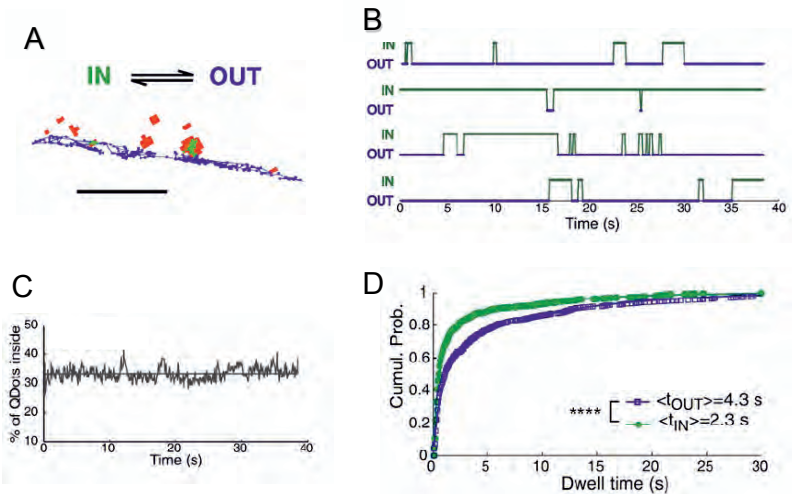 A
IN OUT
B
IN
OUT
IN
OUT
IN
OUT
IN
OUT
0 5 10 15 20 25 30 35 40
Time (s)
C
% of QDots inside
50
40
30
20
10
0 10 20 30 40
Time (s)
D
Cumul. Prob.
1
0.8
0.6
0.4
0.2
0
0 5 10 15 20 25 30
Dwell time (s)
**** <tOUT>=4.3 s
<tIN>=2.3 s